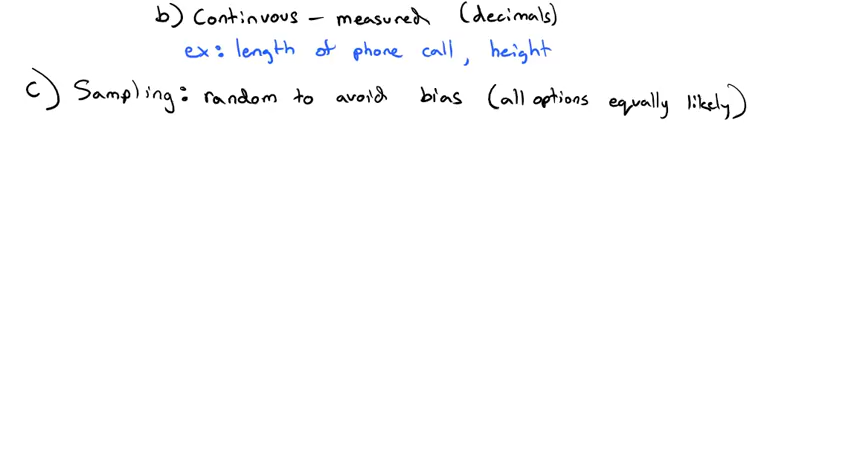 b) Continuous - measured (decimals)
ex: length of phone call, height
c) Sampling: random to avoid bias (all options equally likely)